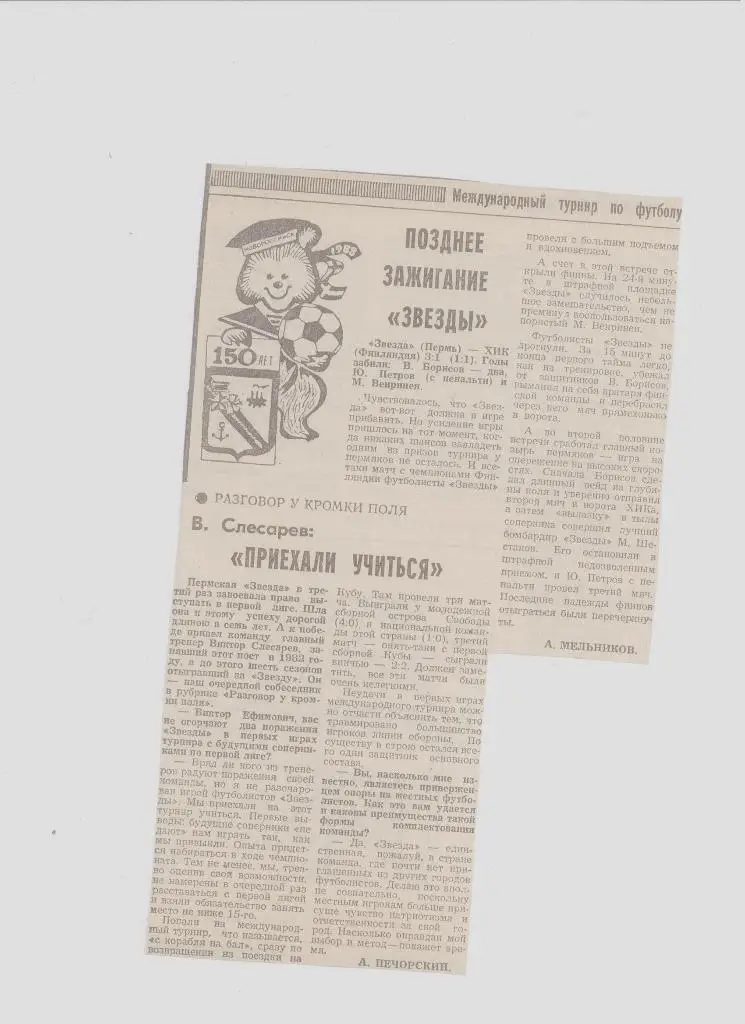 Международный турнир по футболу
НОВОРОССИЙСК
1988
150 ЛЕТ
ПОЗДНЕЕ
ЗАЖИГАНИЕ
«ЗВЕЗДЫ»
«Звезда» (Пермь) — ХИК
(Финляндия) 3:1 (1:1). Голы
забили: В. Борисов — два,
Ю. Петров (с пенальти) и
М. Венринен.
Чувствовалось, что «Звез-
да» вот-вот должна в игре
прибавить. Но усиление игры
пришлось на тот момент, ког-
да никаких шансов завладеть
одним из призов турнира у
пермяков не осталось. И все-
таки матч с чемпионами Фин-
ляндии футболисты «Звезды»
провели с большим подъемом
и вдохновением.
А счет в этой встрече от-
крыли финны. На 24-й мину-
те в штрафной площадке
«Звезды» случилось неболь-
шое замешательство, чем не
преминул воспользоваться на-
пористый М. Венринен.
Футболисты «Звезды» не
дрогнули. За 15 минут до
конца первого тайма легко,
как на тренировке, убежал
от защитников В. Борисов,
выманил на себя вратаря фин-
ской команды и перебросил
через него мяч прямехонько
в ворота.
А во второй половине
встречи сработал главный ко-
зырь пермяков — игра на
опережение на высоких скоро-
стях. Сначала Борисов сов-
сделал длинный рейд из глуби-
ны поля и уверенно отправил
второй мяч в ворота ХИКа,
а затем «вылазку» в тылы
соперника совершил лучший
бомбардир «Звезды» М. Ше-
стаков. Его остановили в
штрафной недозволенным
приемом, и Ю. Петров с пе-
нальти провел третий мяч.
Последние надежды финнов
отыграться были перечеркну-
ты.
А. МЕЛЬНИКОВ.
РАЗГОВОР У КРОМКИ ПОЛЯ
В. Слесарев:
«ПРИЕХАЛИ УЧИТЬСЯ»
Пермская «Звезда» в тре-
тий раз завоевала право вы-
ступать в первой лиге. Шла
она к этому успеху дорогой
длиною в семь лет. А к побе-
де привел команду главный
тренер Виктор Слесарев, за-
нявший этот пост в 1982 го-
ду, а до этого шесть сезонов
отыгравший за «Звезду». Он
— наш очередной собеседник
в рубрике «Разговор у кром-
ки поля».
— Виктор Ефимович, вас
не огорчают два поражения
«Звезды» в первых играх
турнира с будущими соперни-
ками по первой лиге?
— Вряд ли кого из трене-
ров радуют поражения своей
команды, но я не разочаро-
ван игрой футболистов «Звез-
ды». Мы приехали на этот
турнир учиться. Первые вы-
воды: будущие соперники «не
дают» нам играть так, как
мы привыкли. Опыта придет-
ся набираться в ходе чемпио-
ната. Тем не менее, мы, трез-
во оценив свои возможности,
не намерены в очередной раз
расставаться с первой лигой
и взяли обязательство занять
место не ниже 15-го.
Попали на международ-
ный турнир, что называется,
«с корабля на бал», сразу по
возвращении из поездки на
Кубу. Там провели три мат-
ча. Выиграли у молодежной
сборной острова Свободы
(4:0) и национальной коман-
ды этой страны (1:0), третий
матч — опять-таки с первой
сборной Кубы — сыграли
вничью — 2:2. Должен заме-
тить, все эти матчи были
очень нелегкими.
Неудачи в первых играх
международного турнира мож-
но отчасти объяснить тем, что
травмировано большинство
игроков линии обороны. По
существу в строю остался все-
го один защитник основного
состава.
— Вы, насколько мне из-
вестно, являетесь привержен-
цем опоры на местных футбо-
листов. Как это вам удается
и каковы преимущества такой
формы комплектования
команды?
— Да, «Звезда» — един-
ственная, пожалуй, в стране
команда, где почти нет при-
глашенных из других городов
футболистов. Делаю это впол-
не сознательно, поскольку
местным игрокам больше при-
суще чувство патриотизма и
ответственности за свой го-
род. Насколько оправдан мой
выбор и метод—покажет вре-
мя.
А. ПЕЧОРСКИЙ.